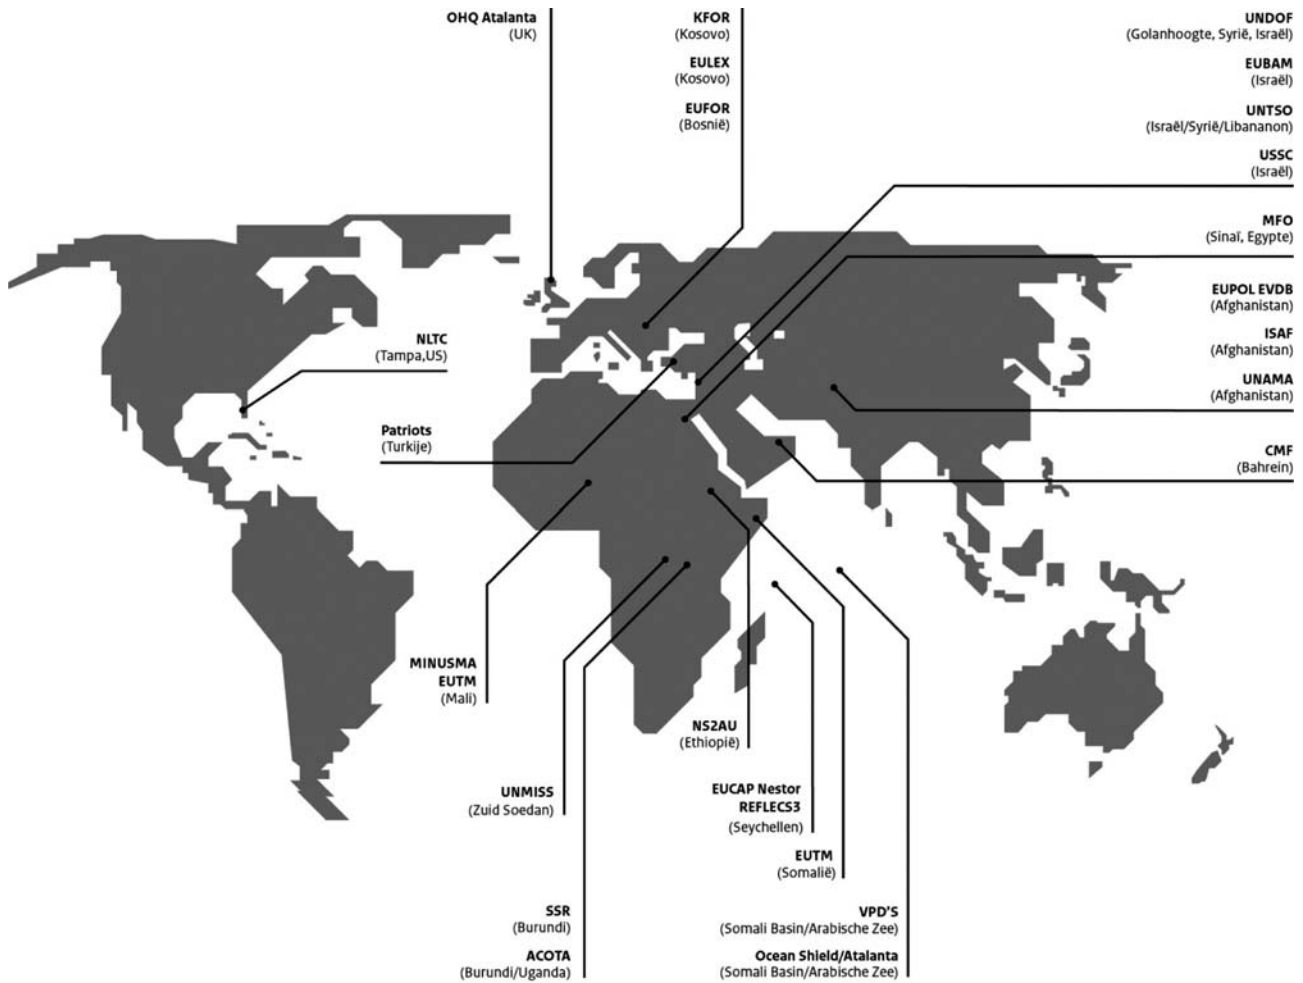 OHQ Atalanta
(UK)
KFOR
(Kosovo)
EULEX
(Kosovo)
EUFOR
(Bosnië)
UNDOF
(Golanhoogte, Syrië, Israël)
EUBAM
(Israël)
UNTSO
(Israël/Syrië/Libananon)
USSC
(Israël)
MFO
(Sinaï, Egypte)
EUPOL EVDB
(Afghanistan)
ISAF
(Afghanistan)
UNAMA
(Afghanistan)
CMF
(Bahrein)
NLTC
(Tampa,US)
Patriots
(Turkije)
MINUSMA
EUTM
(Mali)
UNMISS
(Zuid Soedan)
SSR
(Burundi)
ACOTA
(Burundi/Uganda)
NS2AU
(Ethiopië)
EUCAP Nestor
REFLECS3
(Seychellen)
EUTM
(Somalië)
VPD'S
(Somali Basin/Arabische Zee)
Ocean Shield/Atalanta
(Somali Basin/Arabische Zee)